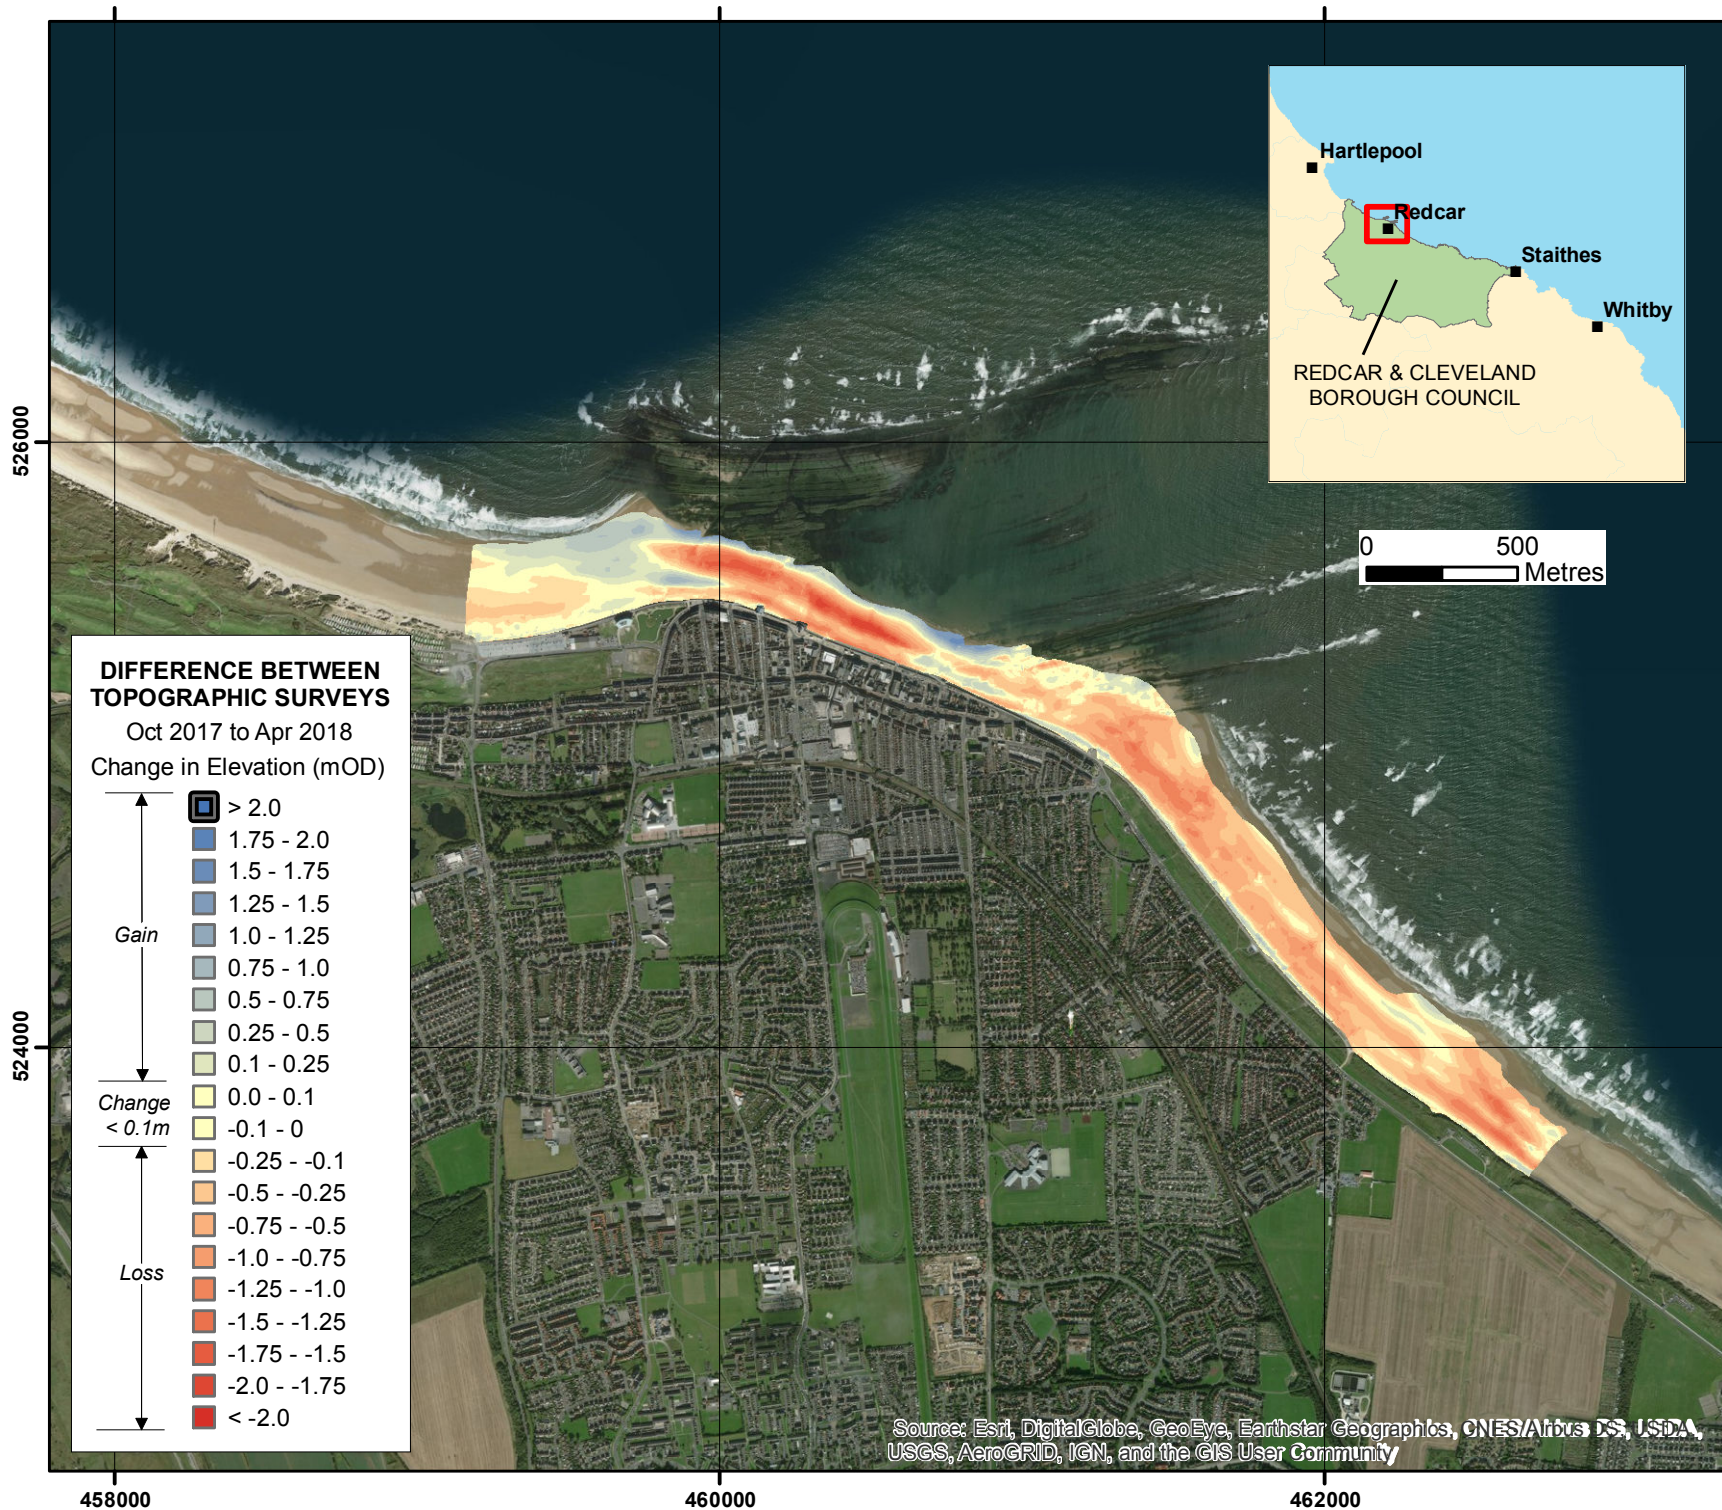 Hartlepool
Redcar
Staithes
Whitby
REDCAR & CLEVELAND
BOROUGH COUNCIL
526000
0 500
Metres
DIFFERENCE BETWEEN
TOPOGRAPHIC SURVEYS
Oct 2017 to Apr 2018
Change in Elevation (mOD)
> 2.0
1.75 - 2.0
1.5 - 1.75
1.25 - 1.5
Gain
1.0 - 1.25
0.75 - 1.0
0.5 - 0.75
0.25 - 0.5
0.1 - 0.25
Change
< 0.1m
0.0 - 0.1
-0.1 - 0
-0.25 - -0.1
-0.5 - -0.25
-0.75 - -0.5
-1.0 - -0.75
Loss
-1.25 - -1.0
-1.5 - -1.25
-1.75 - -1.5
-2.0 - -1.75
< -2.0
524000
Source: Esri, DigitalGlobe, GeoEye, Earthstar Geographics, CNES/Airbus DS, USDA,
USGS, AeroGRID, IGN, and the GIS User Community
458000
460000
462000